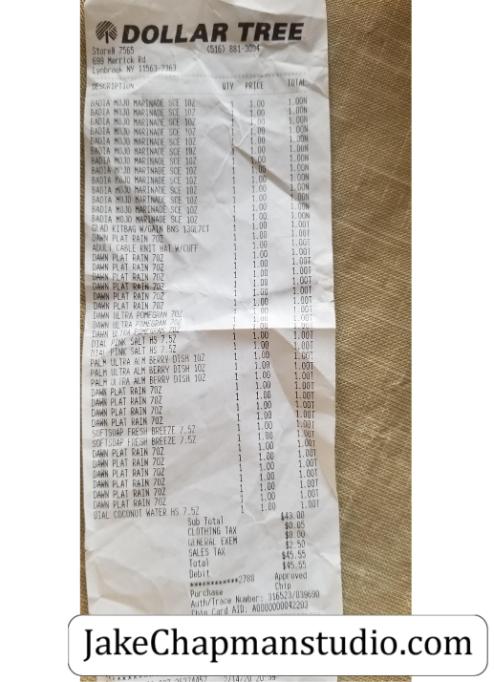 DOLLAR TREE
Store# 7565 (516) 881-3004
699 Merrick Rd
Lynbrook NY 11563-2363
DESCRIPTION QTY PRICE TOTAL
BADIA MOJO MARINADE SCE 10Z 1 1.00 1.00N
BADIA MOJO MARINADE SCE 10Z 1 1.00 1.00N
BADIA MOJO MARINADE SCE 10Z 1 1.00 1.00N
BADIA MOJO MARINADE SCE 10Z 1 1.00 1.00N
BADIA MOJO MARINADE SCE 10Z 1 1.00 1.00N
BADIA MOJO MARINADE SCE 10Z 1 1.00 1.00N
BADIA MOJO MARINADE SCE 10Z 1 1.00 1.00N
BADIA MOJO MARINADE SCE 10Z 1 1.00 1.00N
BADIA MOJO MARINADE SCE 10Z 1 1.00 1.00N
BADIA MOJO MARINADE SCE 10Z 1 1.00 1.00N
BADIA MOJO MARINADE SCE 10Z 1 1.00 1.00N
BADIA MOJO MARINADE SCE 10Z 1 1.00 1.00N
BADIA MOJO MARINADE SCE 10Z 1 1.00 1.00N
GLAD KITBAG W/GAIN BNS 13GL7CT 1 1.00 1.00T
DAWN PLAT RAIN 7OZ 1 1.00 1.00T
ADULT CABLE KNIT HAT W/CUFF 1 1.00 1.00T
DAWN PLAT RAIN 7OZ 1 1.00 1.00T
DAWN PLAT RAIN 7OZ 1 1.00 1.00T
DAWN PLAT RAIN 7OZ 1 1.00 1.00T
DAWN PLAT RAIN 7OZ 1 1.00 1.00T
DAWN PLAT RAIN 7OZ 1 1.00 1.00T
DAWN ULTRA POMEGRAN 7OZ 1 1.00 1.00T
DAWN ULTRA POMEGRAN 7OZ 1 1.00 1.00T
DAWN ULTRA POMEGRAN 7OZ 1 1.00 1.00T
DIAL PINK SALT HS 7.5Z 1 1.00 1.00T
DIAL PINK SALT HS 7.5Z 1 1.00 1.00T
PALM ULTRA ALM BERRY DISH 10Z 1 1.00 1.00T
PALM ULTRA ALM BERRY DISH 10Z 1 1.00 1.00T
PALM ULTRA ALM BERRY DISH 10Z 1 1.00 1.00T
DAWN PLAT RAIN 7OZ 1 1.00 1.00T
DAWN PLAT RAIN 7OZ 1 1.00 1.00T
DAWN PLAT RAIN 7OZ 1 1.00 1.00T
DAWN PLAT RAIN 7OZ 1 1.00 1.00T
SOFTSOAP FRESH BREEZE 7.5Z 1 1.00 1.00T
SOFTSOAP FRESH BREEZE 7.5Z 1 1.00 1.00T
DAWN PLAT RAIN 7OZ 1 1.00 1.00T
DAWN PLAT RAIN 7OZ 1 1.00 1.00T
DAWN PLAT RAIN 7OZ 1 1.00 1.00T
DAWN PLAT RAIN 7OZ 1 1.00 1.00T
DAWN PLAT RAIN 7OZ 1 1.00 1.00T
DAWN PLAT RAIN 7OZ 1 1.00 1.00T
DIAL COCONUT WATER HS 7.5Z 1 1.00 1.00T
Sub Total $43.00
CLOTHING TAX $0.05
GENERAL EXEM $0.00
SALES TAX $2.50
Total $45.55
Debit $45.55
************2788 Approved
Purchase Chip
Auth/Trace Number: 316523/039690
Chip Card AID: A0000000042203
JakeChapmanstudio.com